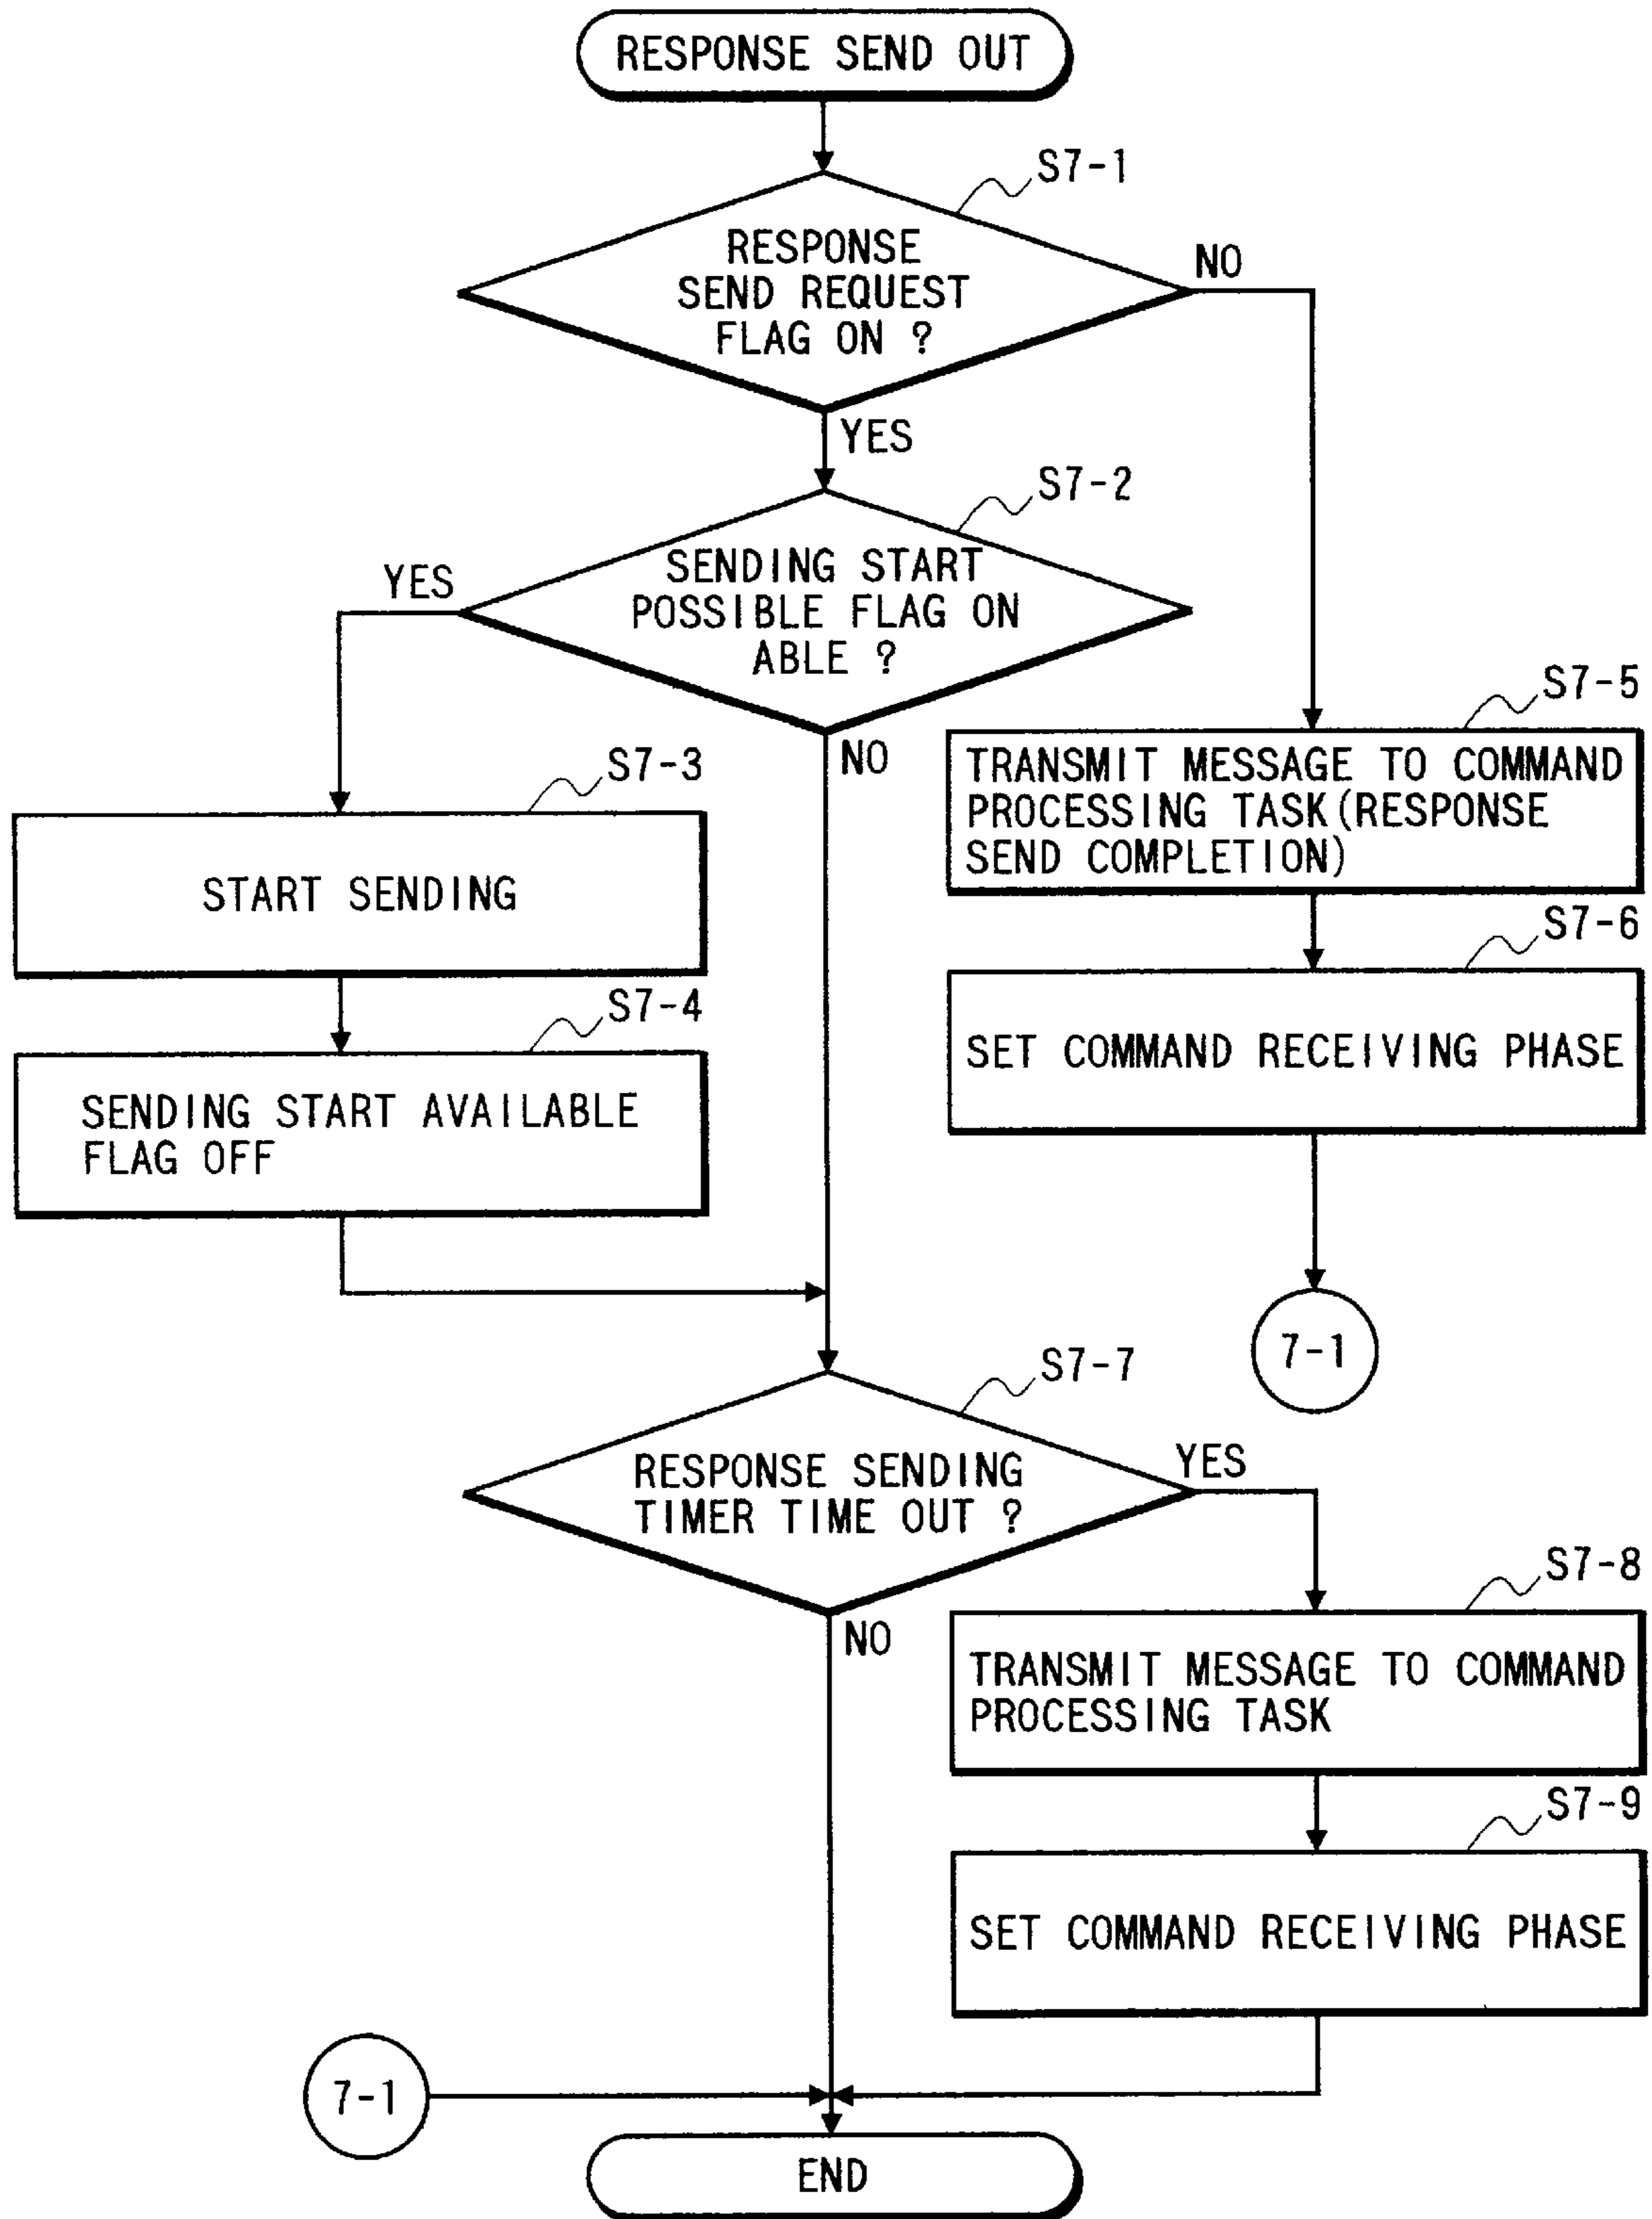 RESPONSE SEND OUT
S7-1
RESPONSE
SEND REQUEST
FLAG ON ?
NO
YES
S7-2
SENDING START
POSSIBLE FLAG ON
ABLE ?
YES
NO
S7-3
START SENDING
S7-4
SENDING START AVAILABLE
FLAG OFF
S7-5
TRANSMIT MESSAGE TO COMMAND
PROCESSING TASK(RESPONSE
SEND COMPLETION)
S7-6
SET COMMAND RECEIVING PHASE
7-1
S7-7
RESPONSE SENDING
TIMER TIME OUT ?
YES
NO
S7-8
TRANSMIT MESSAGE TO COMMAND
PROCESSING TASK
S7-9
SET COMMAND RECEIVING PHASE
7-1
END